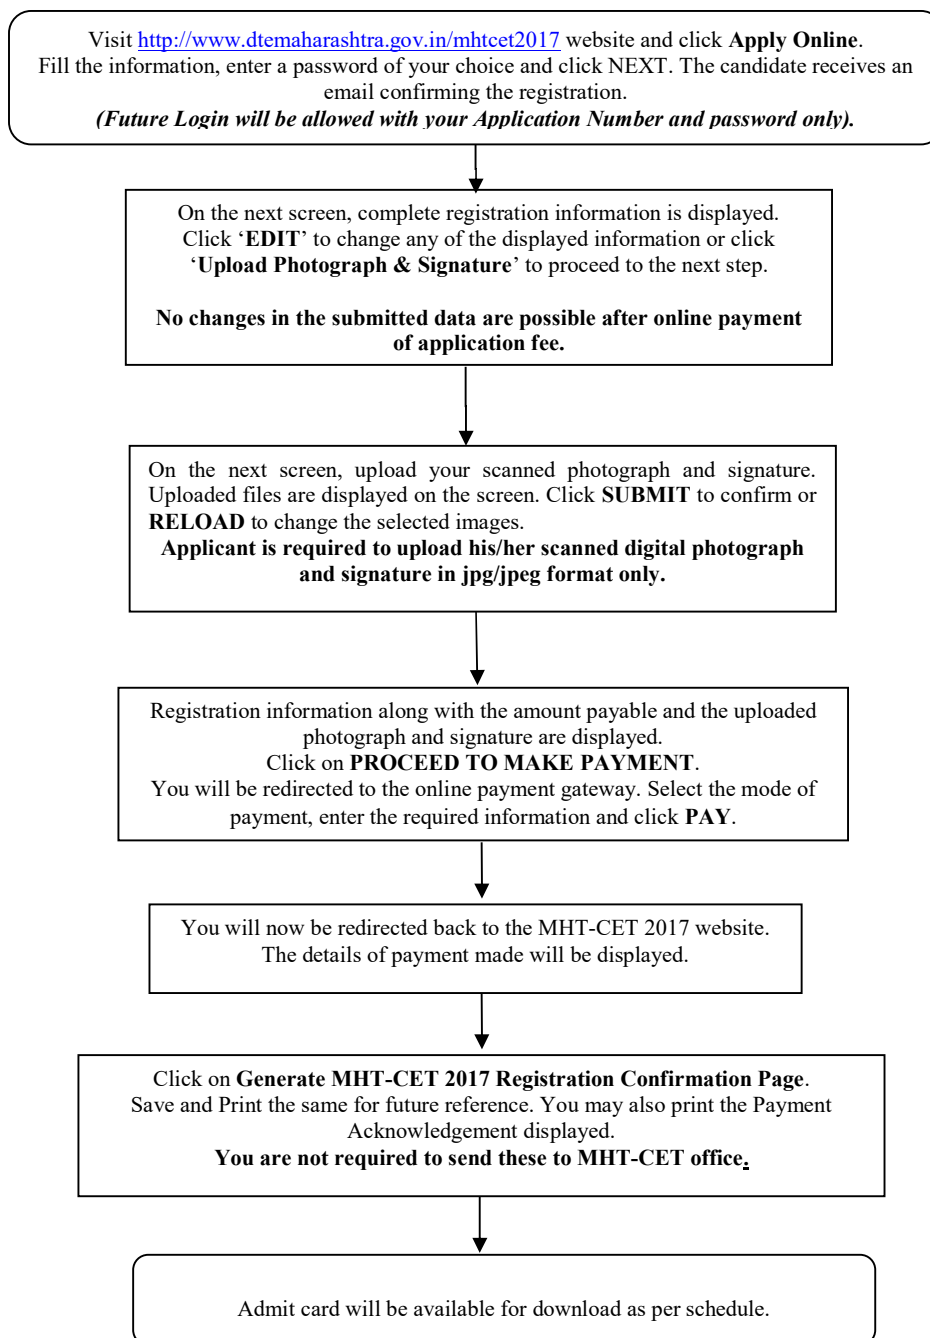 Visit http://www.dtemaharashtra.gov.in/mhtcet2017 website and click Apply Online.
Fill the information, enter a password of your choice and click NEXT. The candidate receives an
email confirming the registration.
(Future Login will be allowed with your Application Number and password only).
On the next screen, complete registration information is displayed.
Click ‘EDIT’ to change any of the displayed information or click
‘Upload Photograph & Signature’ to proceed to the next step.
No changes in the submitted data are possible after online payment
of application fee.
On the next screen, upload your scanned photograph and signature.
Uploaded files are displayed on the screen. Click SUBMIT to confirm or
RELOAD to change the selected images.
Applicant is required to upload his/her scanned digital photograph
and signature in jpg/jpeg format only.
Registration information along with the amount payable and the uploaded
photograph and signature are displayed.
Click on PROCEED TO MAKE PAYMENT.
You will be redirected to the online payment gateway. Select the mode of
payment, enter the required information and click PAY.
You will now be redirected back to the MHT-CET 2017 website.
The details of payment made will be displayed.
Click on Generate MHT-CET 2017 Registration Confirmation Page.
Save and Print the same for future reference. You may also print the Payment
Acknowledgement displayed.
You are not required to send these to MHT-CET office.
Admit card will be available for download as per schedule.